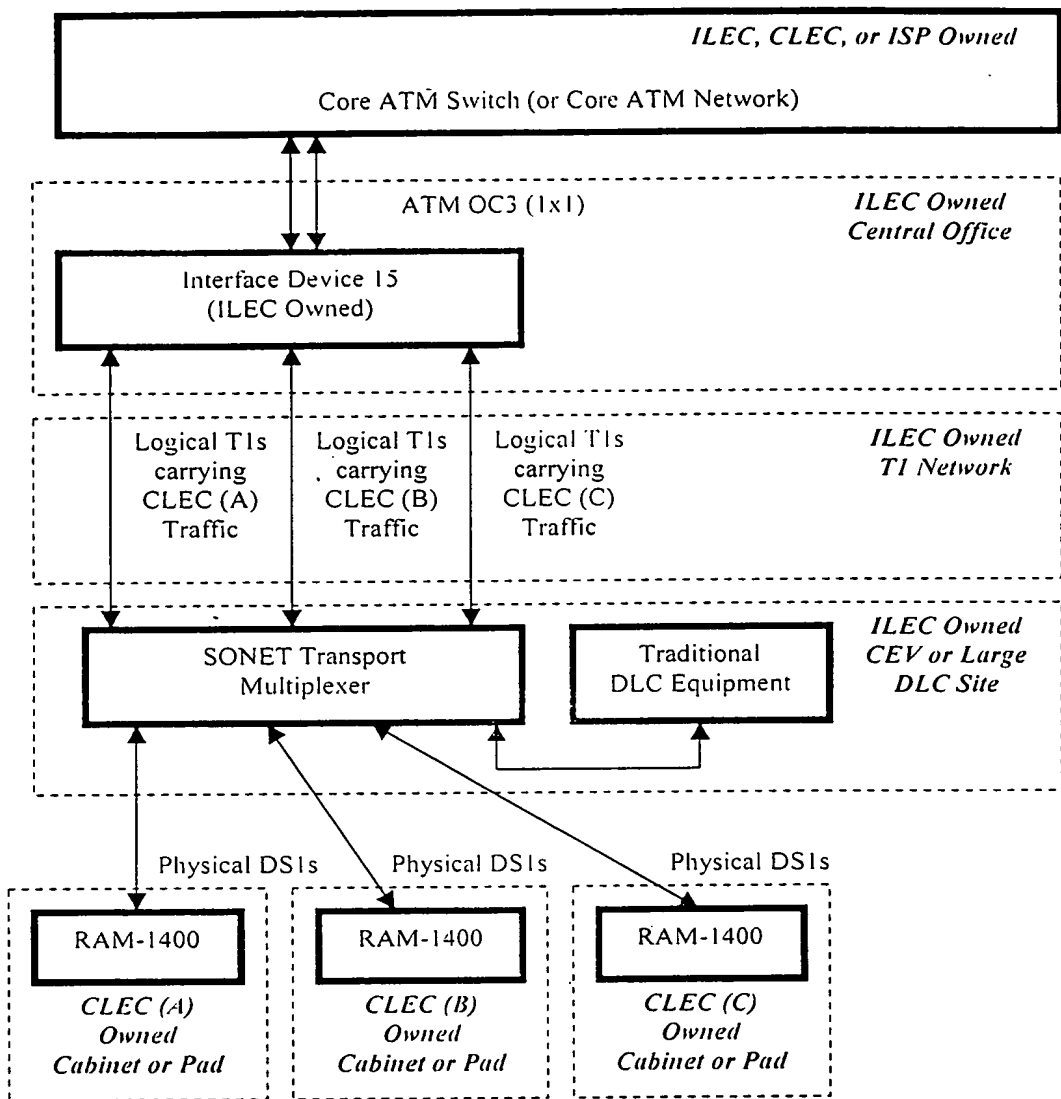 ILEC, CLEC, or ISP Owned
Core ATM Switch (or Core ATM Network)
ATM OC3 (1x1)
ILEC Owned
Central Office
Interface Device 15
(ILEC Owned)
Logical T1s
carrying
CLEC (A)
Traffic
Logical T1s
carrying
CLEC (B)
Traffic
Logical T1s
carrying
CLEC (C)
Traffic
ILEC Owned
T1 Network
SONET Transport
Multiplexer
Traditional
DLC Equipment
ILEC Owned
CEV or Large
DLC Site
Physical DS1s
Physical DS1s
Physical DS1s
RAM-1400
CLEC (A)
Owned
Cabinet or Pad
RAM-1400
CLEC (B)
Owned
Cabinet or Pad
RAM-1400
CLEC (C)
Owned
Cabinet or Pad